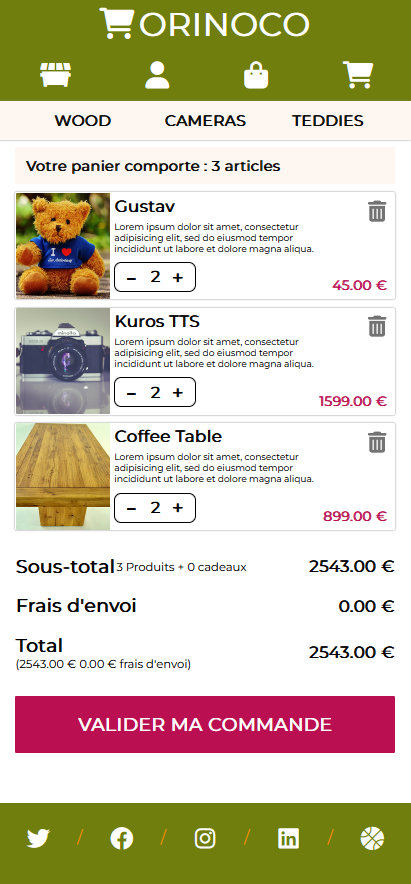 ORINOCO
WOOD CAMERAS TEDDIES
Votre panier comporte : 3 articles
Gustav
Lorem ipsum dolor sit amet, consectetur
adipisicing elit, sed do eiusmod tempor
incididunt ut labore et dolore magna aliqua.
– 2 +
45.00 €
Kuros TTS
Lorem ipsum dolor sit amet, consectetur
adipisicing elit, sed do eiusmod tempor
incididunt ut labore et dolore magna aliqua.
– 2 +
1599.00 €
Coffee Table
Lorem ipsum dolor sit amet, consectetur
adipisicing elit, sed do eiusmod tempor
incididunt ut labore et dolore magna aliqua.
– 2 +
899.00 €
Sous-total 3 Produits + 0 cadeaux 2543.00 €
Frais d'envoi 0.00 €
Total 2543.00 €
(2543.00 € 0.00 € frais d'envoi)
VALIDER MA COMMANDE
/ / / /